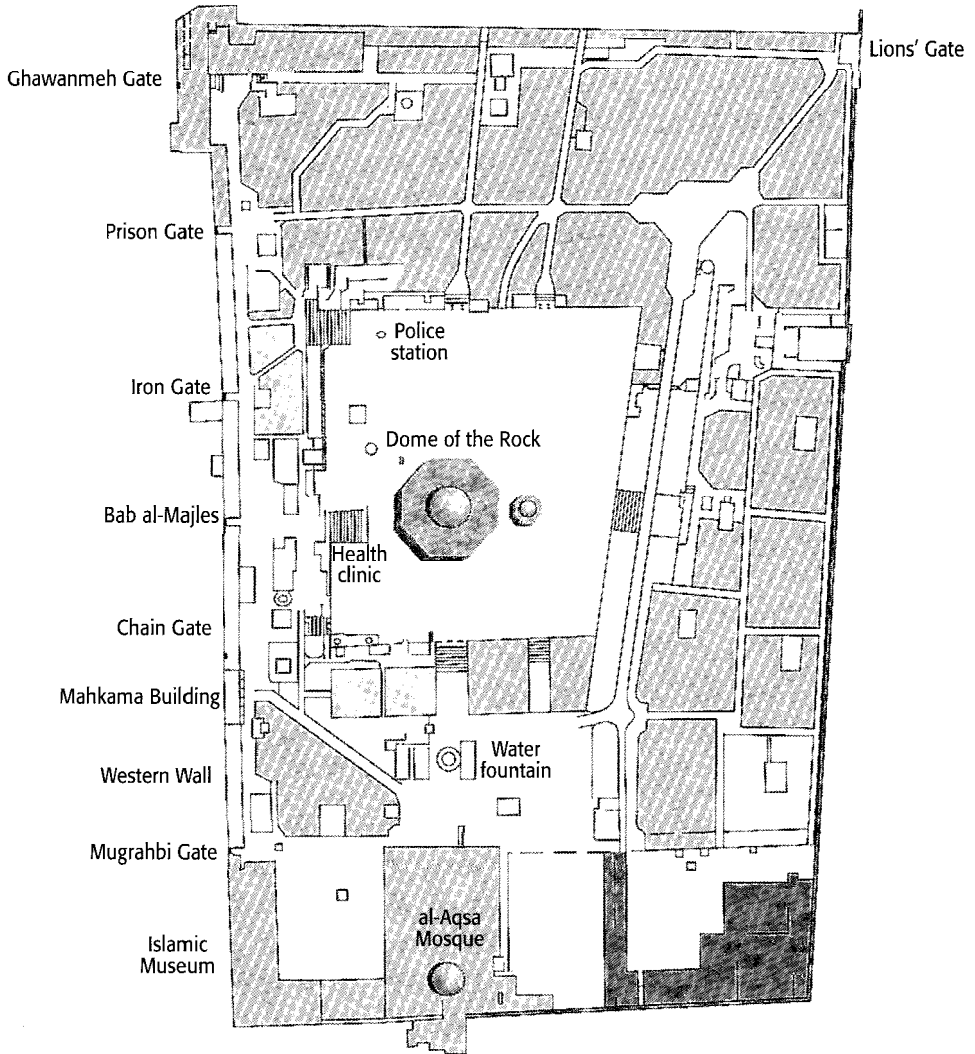 Lions' Gate
Ghawanmeh Gate
Prison Gate
Police
station
Iron Gate
Dome of the Rock
Bab al-Majles
Health
clinic
Chain Gate
Mahkama Building
Western Wall
Water
fountain
Mugrahbi Gate
al-Aqsa
Mosque
Islamic
Museum